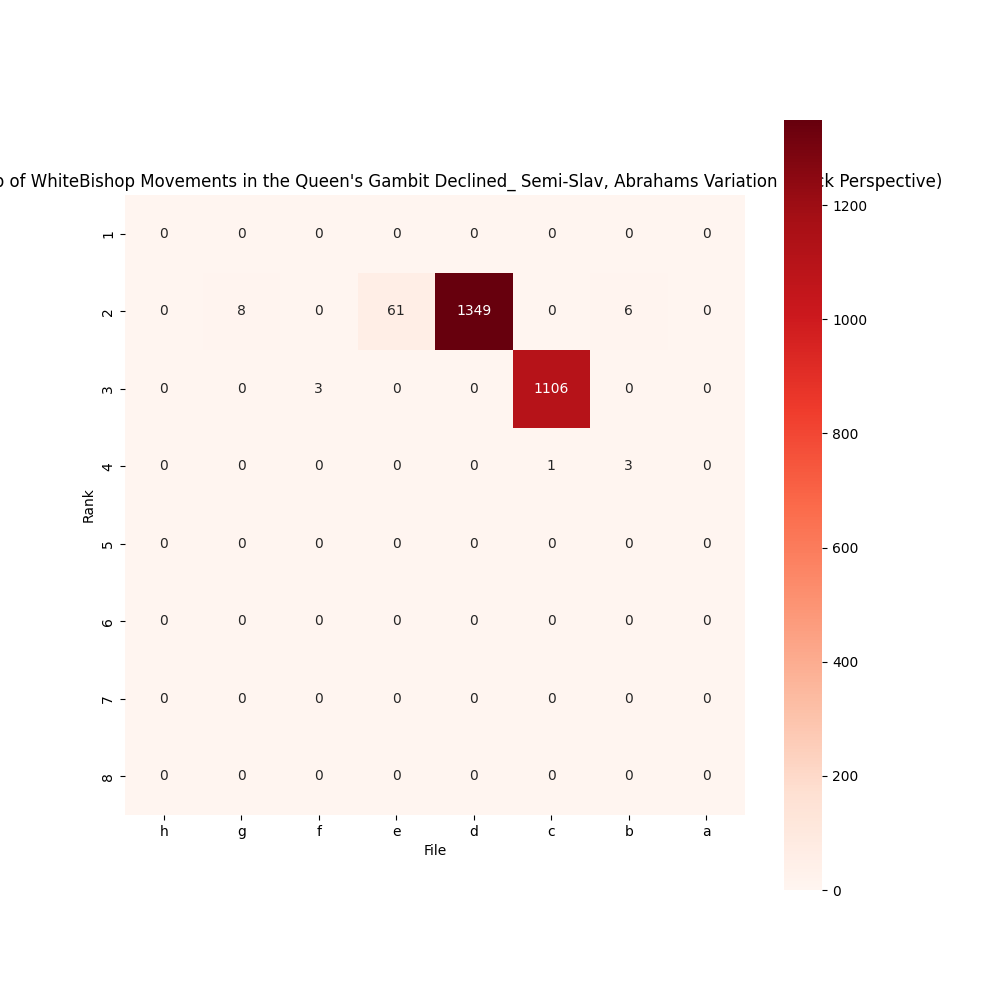 of WhiteBishop Movements in the Queen's Gambit Declined_ Semi-Slav, Abrahams Variation Perspective)
1 0 0 0 0 0 0 0 0
1200
2 0 8 0 61 1349 0 6 0
1000
3 0 0 3 0 0 1106 0 0
800
4 0 0 0 0 0 1 3 0
Rank
5 0 0 0 0 0 0 0 0
600
6 0 0 0 0 0 0 0 0
400
7 0 0 0 0 0 0 0 0
200
8 0 0 0 0 0 0 0 0
h g f e d c b a
File
0